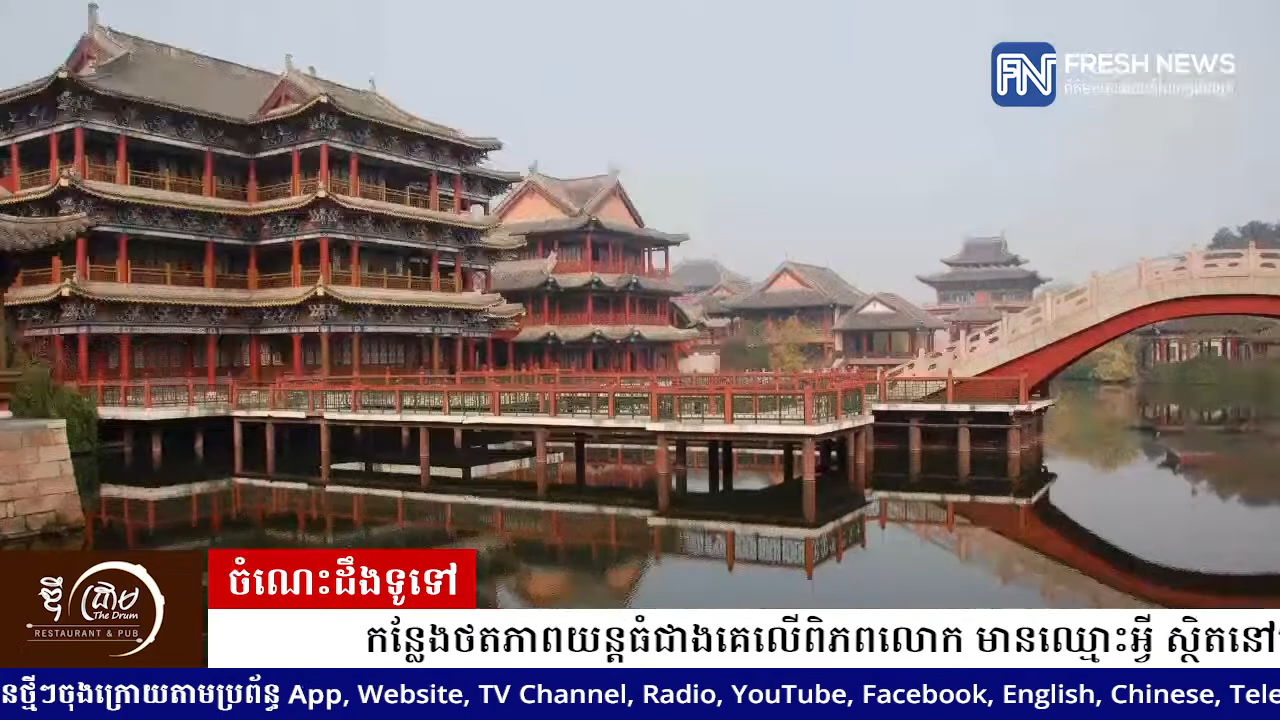 FRESH NEWS
ចំណេះដឹងទូទៅ
ឌឹ ដ្រាម
The Drum
RESTAURANT & PUB
កន្លែងថតភាពយន្តធំជាងគេលើពិភពលោក មានឈ្មោះអ្វី ស្ថិតនៅ
នថ្មីៗចុងក្រោយតាមប្រព័ន្ធ App, Website, TV Channel, Radio, YouTube, Facebook, English, Chinese, Tele